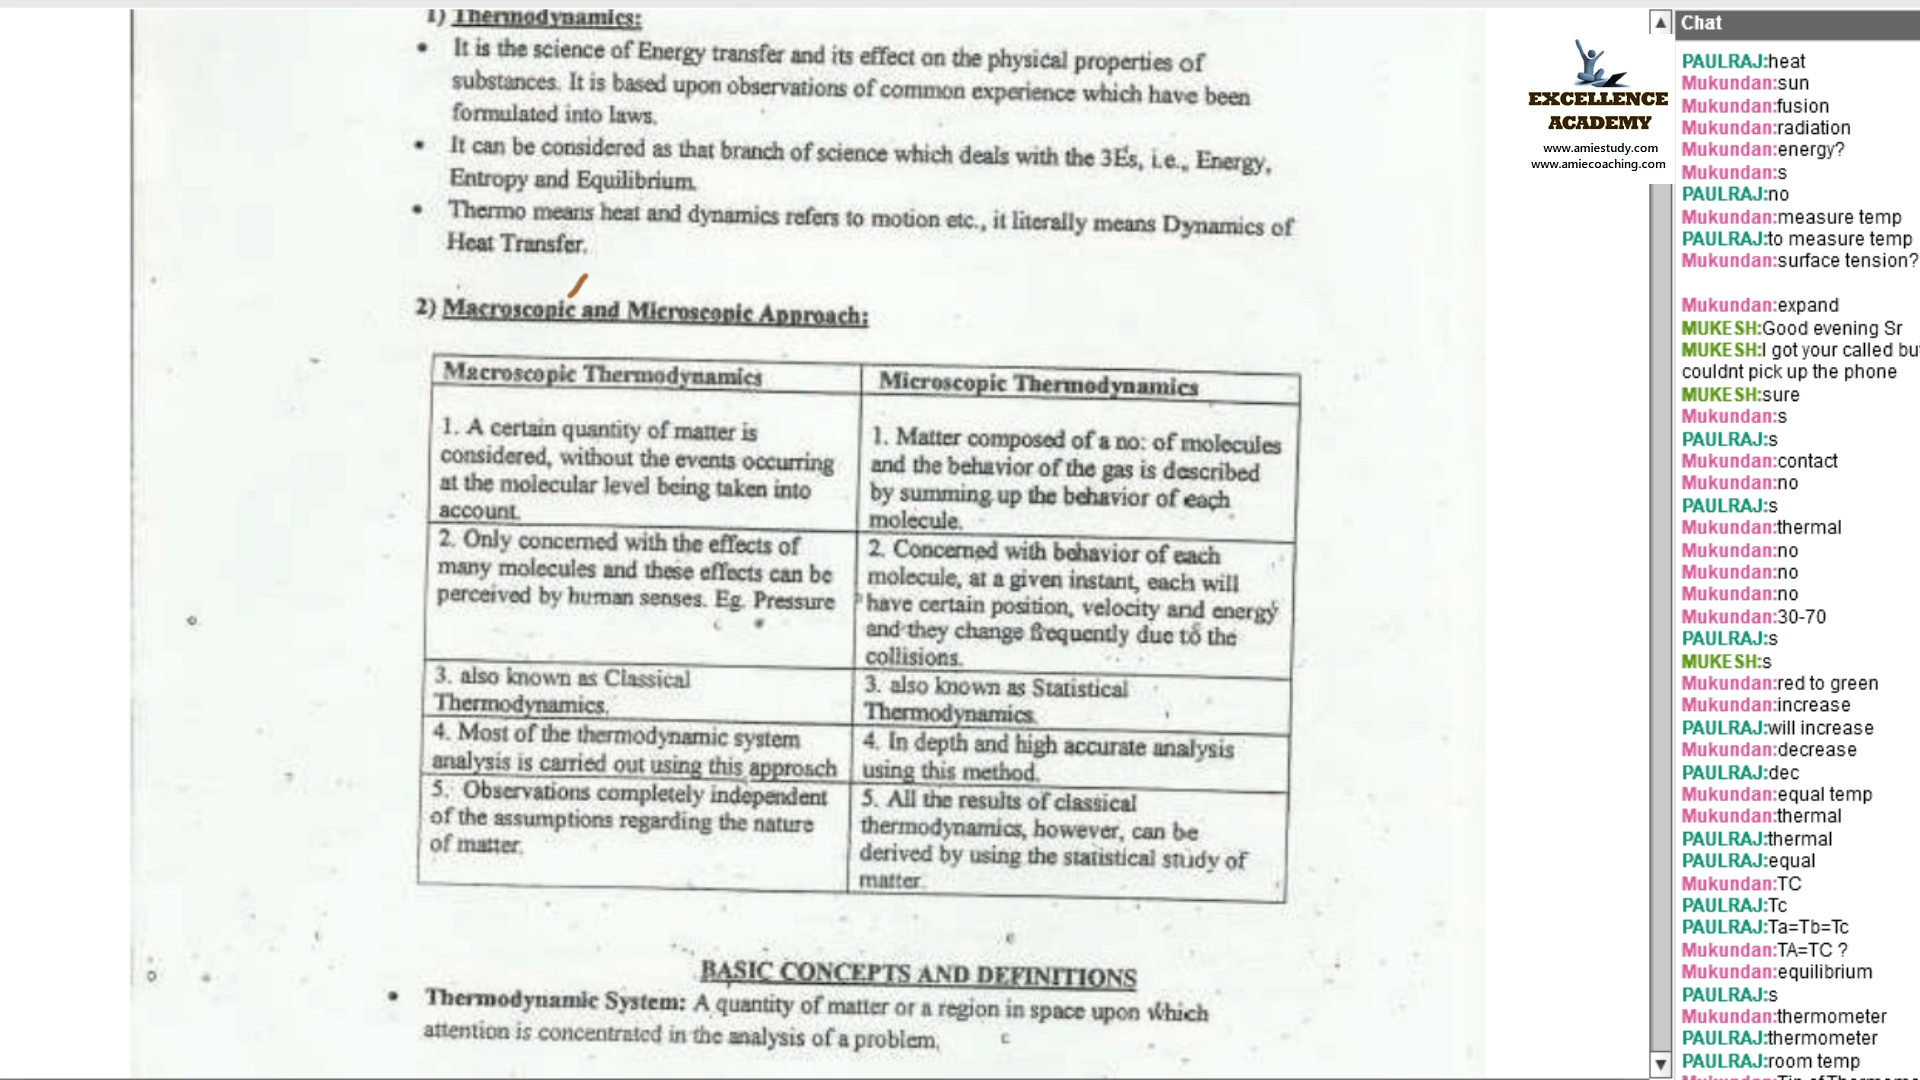 1) Thermodynamics:
• It is the science of Energy transfer and its effect on the physical properties of
substances. It is based upon observations of common experience which have been
formulated into laws.
• It can be considered as that branch of science which deals with the 3Es, i.e., Energy,
Entropy and Equilibrium.
• Thermo means heat and dynamics refers to motion etc., it literally means Dynamics of
Heat Transfer.
2) Macroscopic and Microscopic Approach:
Macroscopic Thermodynamics
1. A certain quantity of matter is
considered, without the events occurring
at the molecular level being taken into
account.
2. Only concerned with the effects of
many molecules and these effects can be
perceived by human senses. Eg. Pressure
3. also known as Classical
Thermodynamics.
4. Most of the thermodynamic system
analysis is carried out using this approach
5. Observations completely independent
of the assumptions regarding the nature
of matter.
Microscopic Thermodynamics
1. Matter composed of a no: of molecules
and the behavior of the gas is described
by summing up the behavior of each
molecule.
2. Concerned with behavior of each
molecule, at a given instant, each will
have certain position, velocity and energy
and they change frequently due to the
collisions.
3. also known as Statistical
Thermodynamics.
4. In depth and high accurate analysis
using this method.
5. All the results of classical
thermodynamics, however, can be
derived by using the statistical study of
matter.
BASIC CONCEPTS AND DEFINITIONS
• Thermodynamic System: A quantity of matter or a region in space upon which
attention is concentrated in the analysis of a problem.
EXCELLENCE
ACADEMY
www.amiestudy.com
www.amiecoaching.com
Chat
PAULRAJ:heat
Mukundan:sun
Mukundan:fusion
Mukundan:radiation
Mukundan:energy?
Mukundan:s
PAULRAJ:no
Mukundan:measure temp
PAULRAJ:to measure temp
Mukundan:surface tension?
Mukundan:expand
MUKESH:Good evening Sr
MUKESH:I got your called but
couldnt pick up the phone
MUKESH:sure
Mukundan:s
PAULRAJ:s
Mukundan:contact
Mukundan:no
PAULRAJ:s
Mukundan:thermal
Mukundan:no
Mukundan:no
Mukundan:no
Mukundan:30-70
PAULRAJ:s
MUKESH:s
Mukundan:red to green
Mukundan:increase
PAULRAJ:will increase
Mukundan:decrease
PAULRAJ:dec
Mukundan:equal temp
Mukundan:thermal
PAULRAJ:thermal
PAULRAJ:equal
Mukundan:TC
PAULRAJ:Tc
PAULRAJ:Ta=Tb=Tc
Mukundan:TA=TC ?
Mukundan:equilibrium
PAULRAJ:s
Mukundan:thermometer
PAULRAJ:thermometer
PAULRAJ:room temp